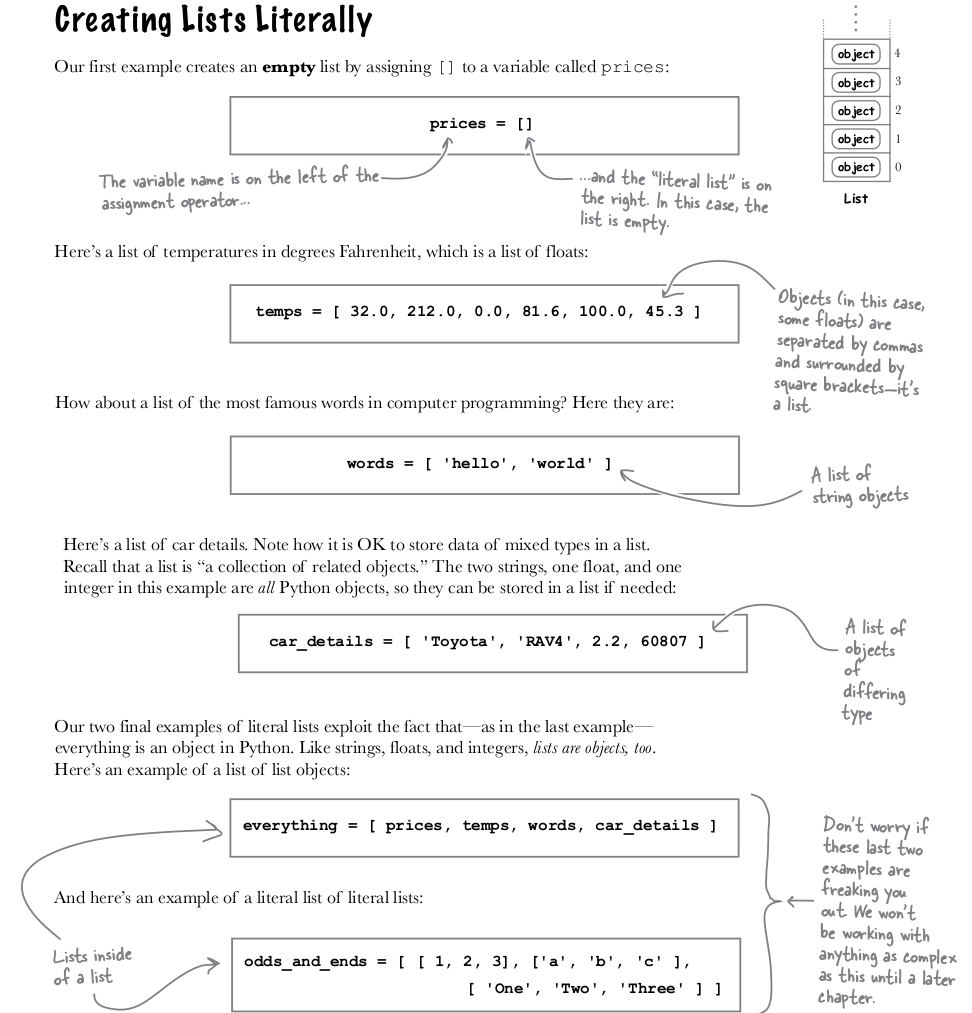 Creating Lists Literally
Our first example creates an empty list by assigning [] to a variable called prices:
prices = []
The variable name is on the left of the
assignment operator...
...and the "literal list" is on
the right. In this case, the
list is empty.
object 4
object 3
object 2
object 1
object 0
List
Here's a list of temperatures in degrees Fahrenheit, which is a list of floats:
temps = [ 32.0, 212.0, 0.0, 81.6, 100.0, 45.3 ]
Objects (in this case,
some floats) are
separated by commas
and surrounded by
square brackets—it's
a list.
How about a list of the most famous words in computer programming? Here they are:
words = [ 'hello', 'world' ]
A list of
string objects
Here's a list of car details. Note how it is OK to store data of mixed types in a list.
Recall that a list is “a collection of related objects.” The two strings, one float, and one
integer in this example are all Python objects, so they can be stored in a list if needed:
car_details = [ 'Toyota', 'RAV4', 2.2, 60807 ]
A list of
objects
of
differing
type
Our two final examples of literal lists exploit the fact that—as in the last example—
everything is an object in Python. Like strings, floats, and integers, lists are objects, too.
Here's an example of a list of list objects:
everything = [ prices, temps, words, car_details ]
And here's an example of a literal list of literal lists:
Lists inside
of a list
odds_and_ends = [ [ 1, 2, 3], ['a', 'b', 'c' ],
[ 'One', 'Two', 'Three' ] ]
Don't worry if
these last two
examples are
freaking you
out. We won't
be working with
anything as complex
as this until a later
chapter.